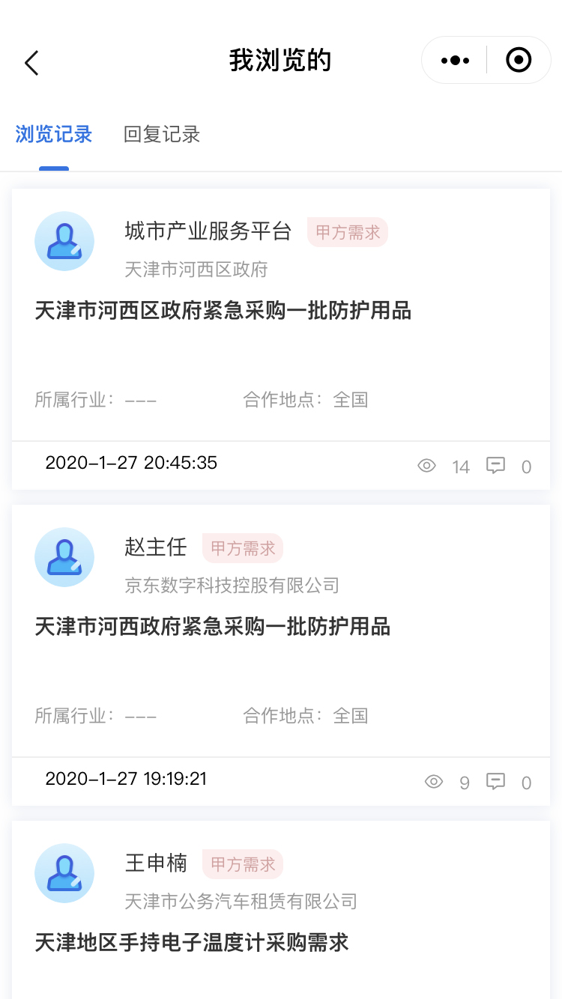 我浏览的
浏览记录 回复记录
城市产业服务平台 甲方需求
天津市河西区政府
天津市河西区政府紧急采购一批防护用品
所属行业：--- 合作地点：全国
2020-1-27 20:45:35 14 0
赵主任 甲方需求
京东数字科技控股有限公司
天津市河西政府紧急采购一批防护用品
所属行业：--- 合作地点：全国
2020-1-27 19:19:21 9 0
王申楠 甲方需求
天津市公务汽车租赁有限公司
天津地区手持电子温度计采购需求